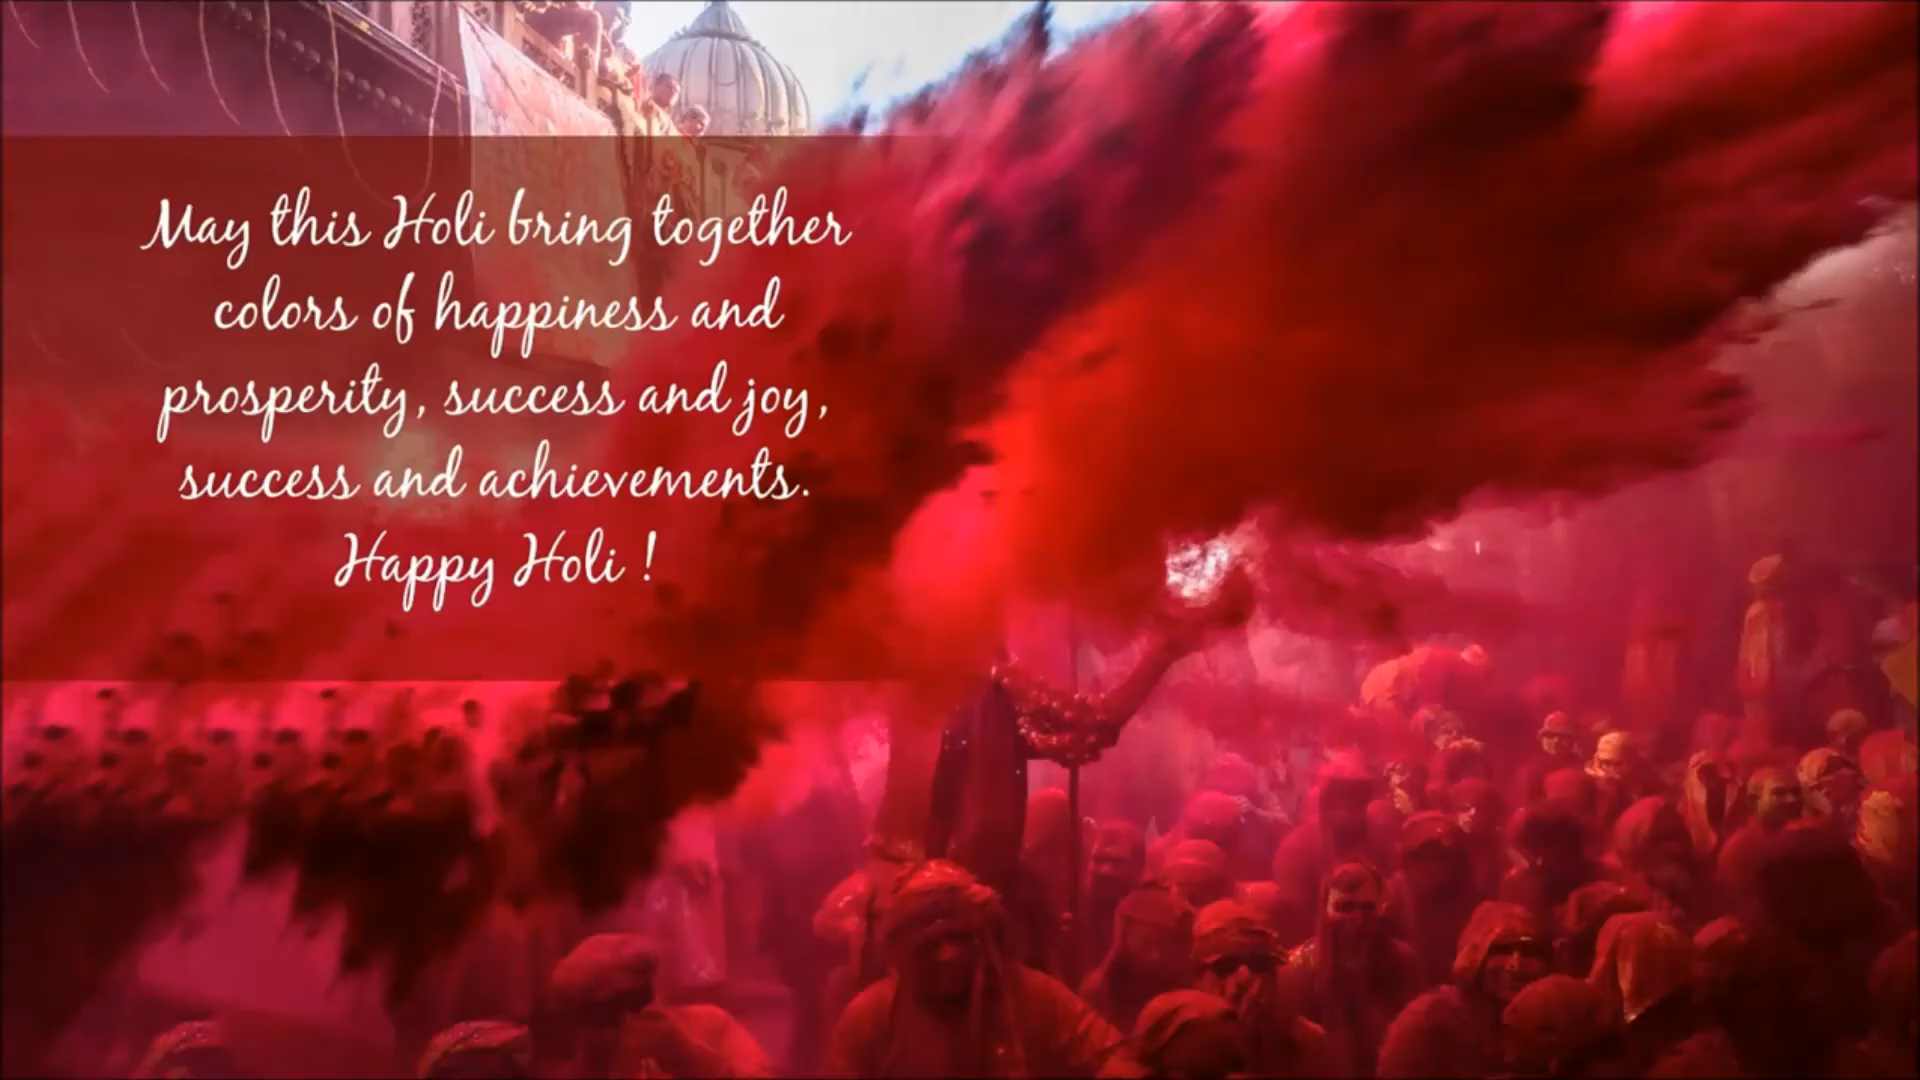 May this Holi bring together
colors of happiness and
prosperity, success and joy,
success and achievements.
Happy Holi !